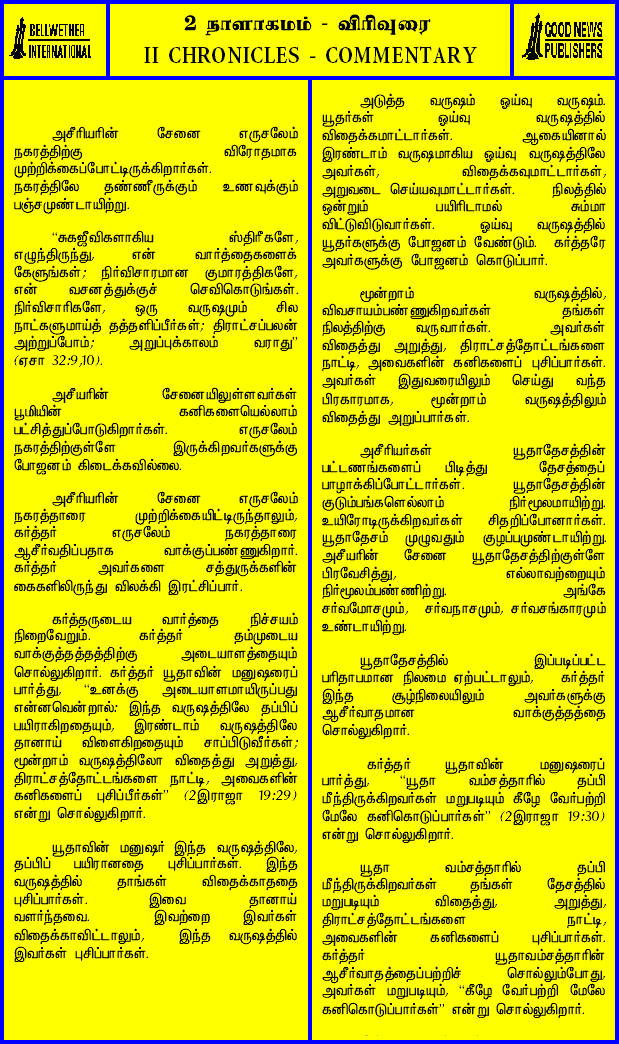 BELLWETHER
INTERNATIONAL
2 நாளாகமம் - விரிவுரை
II CHRONICLES - COMMENTARY
GOOD NEWS
PUBLISHERS
அசீரியரின் சேனை எருசலேம்
நகரத்திற்கு விரோதமாக
முற்றிக்கைப்போட்டிருக்கிறார்கள்.
நகரத்திலே தண்ணீருக்கும் உணவுக்கும்
பஞ்சமுண்டாயிற்று.
“சுகஜீவிகளாகிய ஸ்திரீகளே,
எழுந்திருந்து, என் வார்த்தைகளைக்
கேளுங்கள்; நிர்விசாரமான குமாரத்திகளே,
என் வசனத்துக்குச் செவிகொடுங்கள்.
நிர்விசாரிகளே, ஒரு வருஷமும் சில
நாட்களுமாய்த் தத்தளிப்பீர்கள்; திராட்சப்பலன்
அற்றுப்போம்; அறுப்புக்காலம் வராது”
(ஏசா 32:9,10).
அசீயரின் சேனையிலுள்ளவர்கள்
பூமியின் கனிகளையெல்லாம்
பட்சித்துப்போடுகிறார்கள். எருசலேம்
நகரத்திற்குள்ளே இருக்கிறவர்களுக்கு
போஜனம் கிடைக்கவில்லை.
அசீரியரின் சேனை எருசலேம்
நகரத்தாரை முற்றிக்கையிட்டிருந்தாலும்,
கர்த்தர் எருசலேம் நகரத்தாரை
ஆசீர்வதிப்பதாக வாக்குப்பண்ணுகிறார்.
கர்த்தர் அவர்களை சத்துருக்களின்
கைகளிலிருந்து விலக்கி இரட்சிப்பார்.
கர்த்தருடைய வார்த்தை நிச்சயம்
நிறைவேறும். கர்த்தர் தம்முடைய
வாக்குத்தத்தத்திற்கு அடையாளத்தையும்
சொல்லுகிறார். கர்த்தர் யூதாவின் மனுஷரைப்
பார்த்து, “உனக்கு அடையாளமாயிருப்பது
என்னவென்றால்: இந்த வருஷத்திலே தப்பிப்
பயிராகிறதையும், இரண்டாம் வருஷத்திலே
தானாய் விளைகிறதையும் சாப்பிடுவீர்கள்;
மூன்றாம் வருஷத்திலோ விதைத்து அறுத்து,
திராட்சத்தோட்டங்களை நாட்டி, அவைகளின்
கனிகளைப் புசிப்பீர்கள்” (2இராஜா 19:29)
என்று சொல்லுகிறார்.
யூதாவின் மனுஷர் இந்த வருஷத்திலே,
தப்பிப் பயிரானதை புசிப்பார்கள். இந்த
வருஷத்தில் தாங்கள் விதைக்காததை
புசிப்பார்கள். இவை தானாய்
வளர்ந்தவை. இவற்றை இவர்கள்
விதைக்காவிட்டாலும், இந்த வருஷத்தில்
இவர்கள் புசிப்பார்கள்.
அடுத்த வருஷம் ஓய்வு வருஷம்.
யூதர்கள் ஓய்வு வருஷத்தில்
விதைக்கமாட்டார்கள். ஆகையினால்
இரண்டாம் வருஷமாகிய ஓய்வு வருஷத்திலே
அவர்கள், விதைக்கவுமாட்டார்கள்,
அறுவடை செய்யவுமாட்டார்கள். நிலத்தில்
ஒன்றும் பயிரிடாமல் சும்மா
விட்டுவிடுவார்கள். ஓய்வு வருஷத்தில்
யூதர்களுக்கு போஜனம் வேண்டும். கர்த்தரே
அவர்களுக்கு போஜனம் கொடுப்பார்.
மூன்றாம் வருஷத்தில்,
விவசாயம்பண்ணுகிறவர்கள் தங்கள்
நிலத்திற்கு வருவார்கள். அவர்கள்
விதைத்து அறுத்து, திராட்சத்தோட்டங்களை
நாட்டி, அவைகளின் கனிகளைப் புசிப்பார்கள்.
அவர்கள் இதுவரையிலும் செய்து வந்த
பிரகாரமாக, மூன்றாம் வருஷத்திலும்
விதைத்து அறுப்பார்கள்.
அசீரியர்கள் யூதாதேசத்தின்
பட்டணங்களைப் பிடித்து தேசத்தைப்
பாழாக்கிப்போட்டார்கள். யூதாதேசத்தின்
குடும்பங்களெல்லாம் நிர்மூலமாயிற்று.
உயிரோடிருக்கிறவர்கள் சிதறிப்போனார்கள்.
யூதாதேசம் முழுவதும் குழப்பமுண்டாயிற்று.
அசீயரின் சேனை யூதாதேசத்திற்குள்ளே
பிரவேசித்து, எல்லாவற்றையும்
நிர்மூலம்பண்ணிற்று. அங்கே
சர்வமோசமும், சர்வநாசமும், சர்வசங்காரமும்
உண்டாயிற்று.
யூதாதேசத்தில் இப்படிப்பட்ட
பரிதாபமான நிலமை ஏற்பட்டாலும், கர்த்தர்
இந்த சூழ்நிலையிலும் அவர்களுக்கு
ஆசீர்வாதமான வாக்குத்தத்தை
சொல்லுகிறார்.
கர்த்தர் யூதாவின் மனுஷரைப்
பார்த்து, “யூதா வம்சத்தாரில் தப்பி
மீந்திருக்கிறவர்கள் மறுபடியும் கீழே வேர்பற்றி
மேலே கனிகொடுப்பார்கள்” (2இராஜா 19:30)
என்று சொல்லுகிறார்.
யூதா வம்சத்தாரில் தப்பி
மீந்திருக்கிறவர்கள் தங்கள் தேசத்தில்
மறுபடியும் விதைத்து, அறுத்து,
திராட்சத்தோட்டங்களை நாட்டி,
அவைகளின் கனிகளைப் புசிப்பார்கள்.
கர்த்தர் யூதாவம்சத்தாரின்
ஆசீர்வாதத்தைப்பற்றிச் சொல்லும்போது,
அவர்கள் மறுபடியும், “கீழே வேர்பற்றி மேலே
கனிகொடுப்பார்கள்” என்று சொல்லுகிறார்.